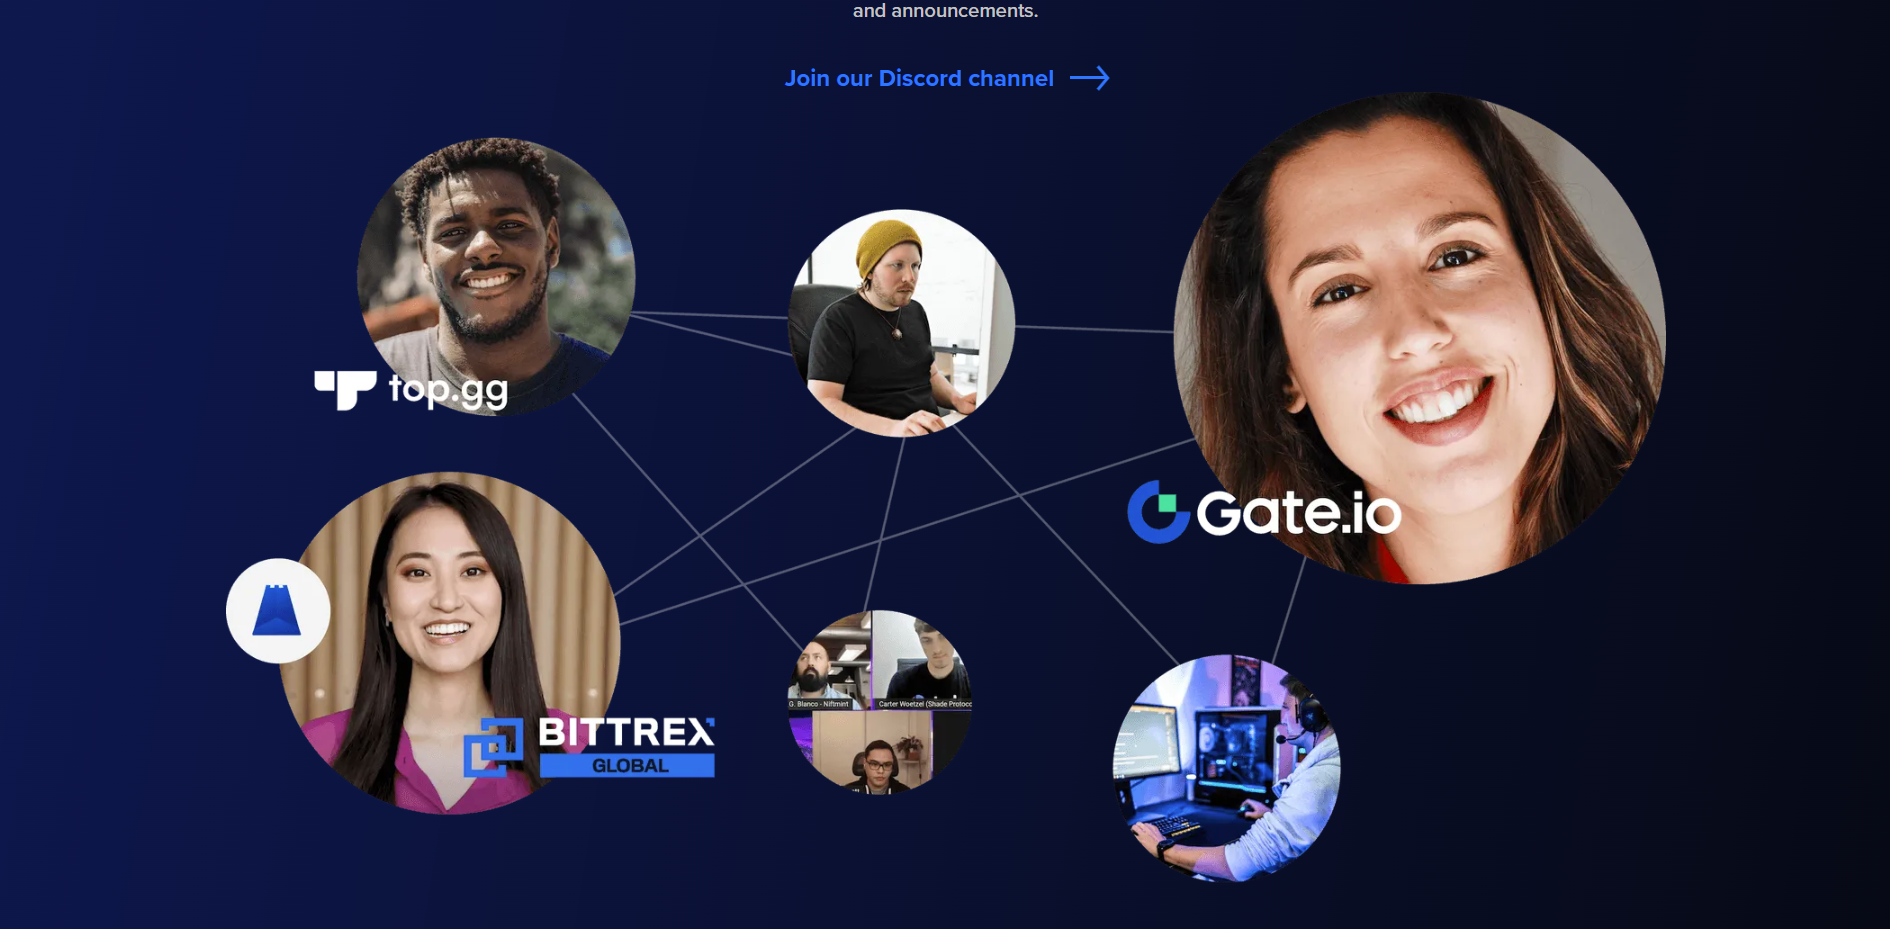 and announcements.
Join our Discord channel
top.gg
Gate.io
BITTREX
GLOBAL
G. Blanco - Niftmint
Carter Woetzel (Shade Protoco